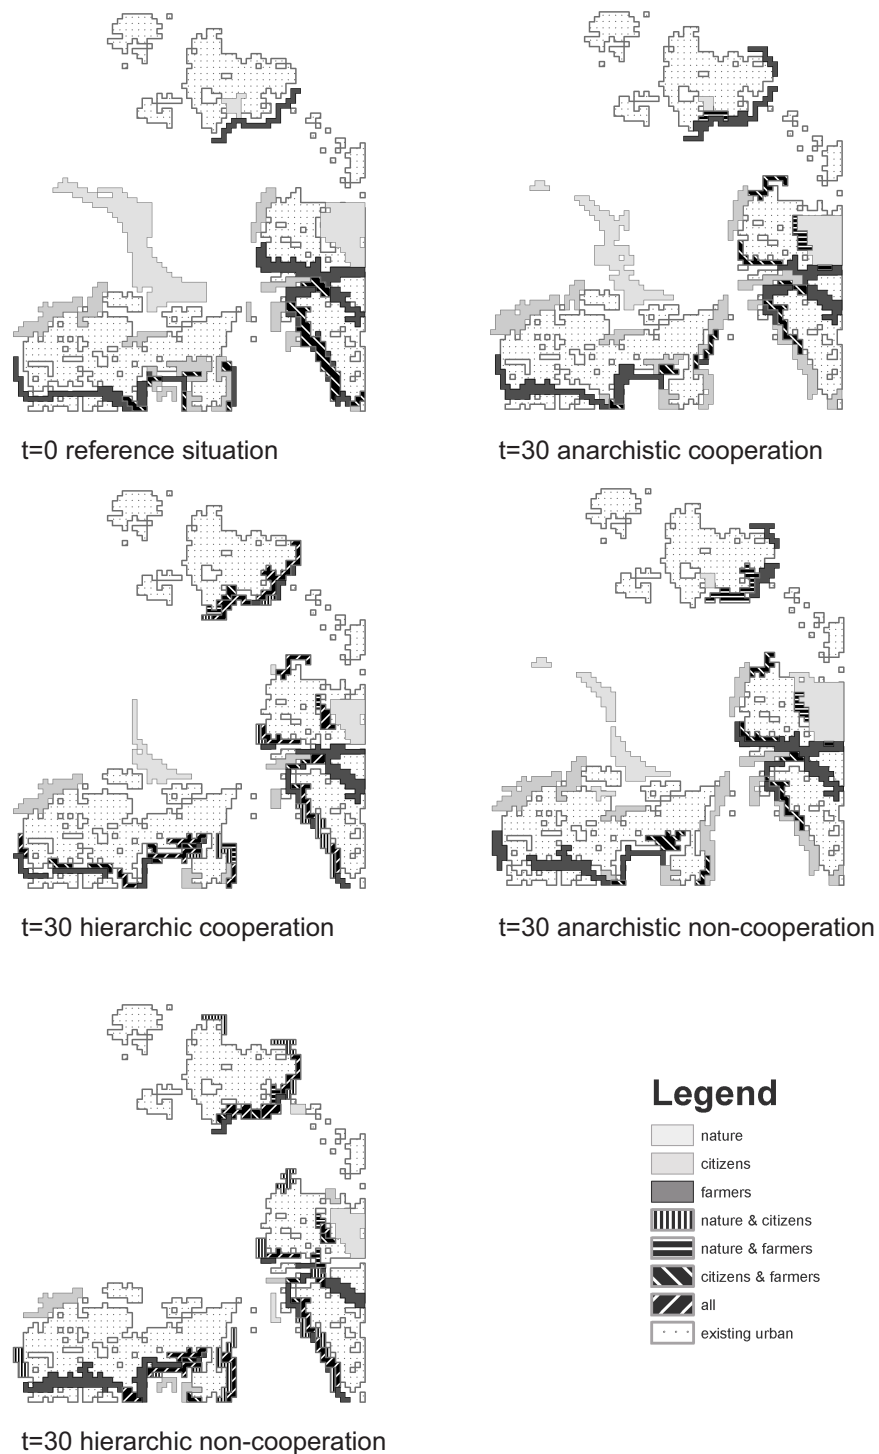 t=0 reference situation
t=30 anarchistic cooperation
t=30 hierarchic cooperation
t=30 anarchistic non-cooperation
t=30 hierarchic non-cooperation
Legend
nature
citizens
farmers
nature & citizens
nature & farmers
citizens & farmers
all
existing urban